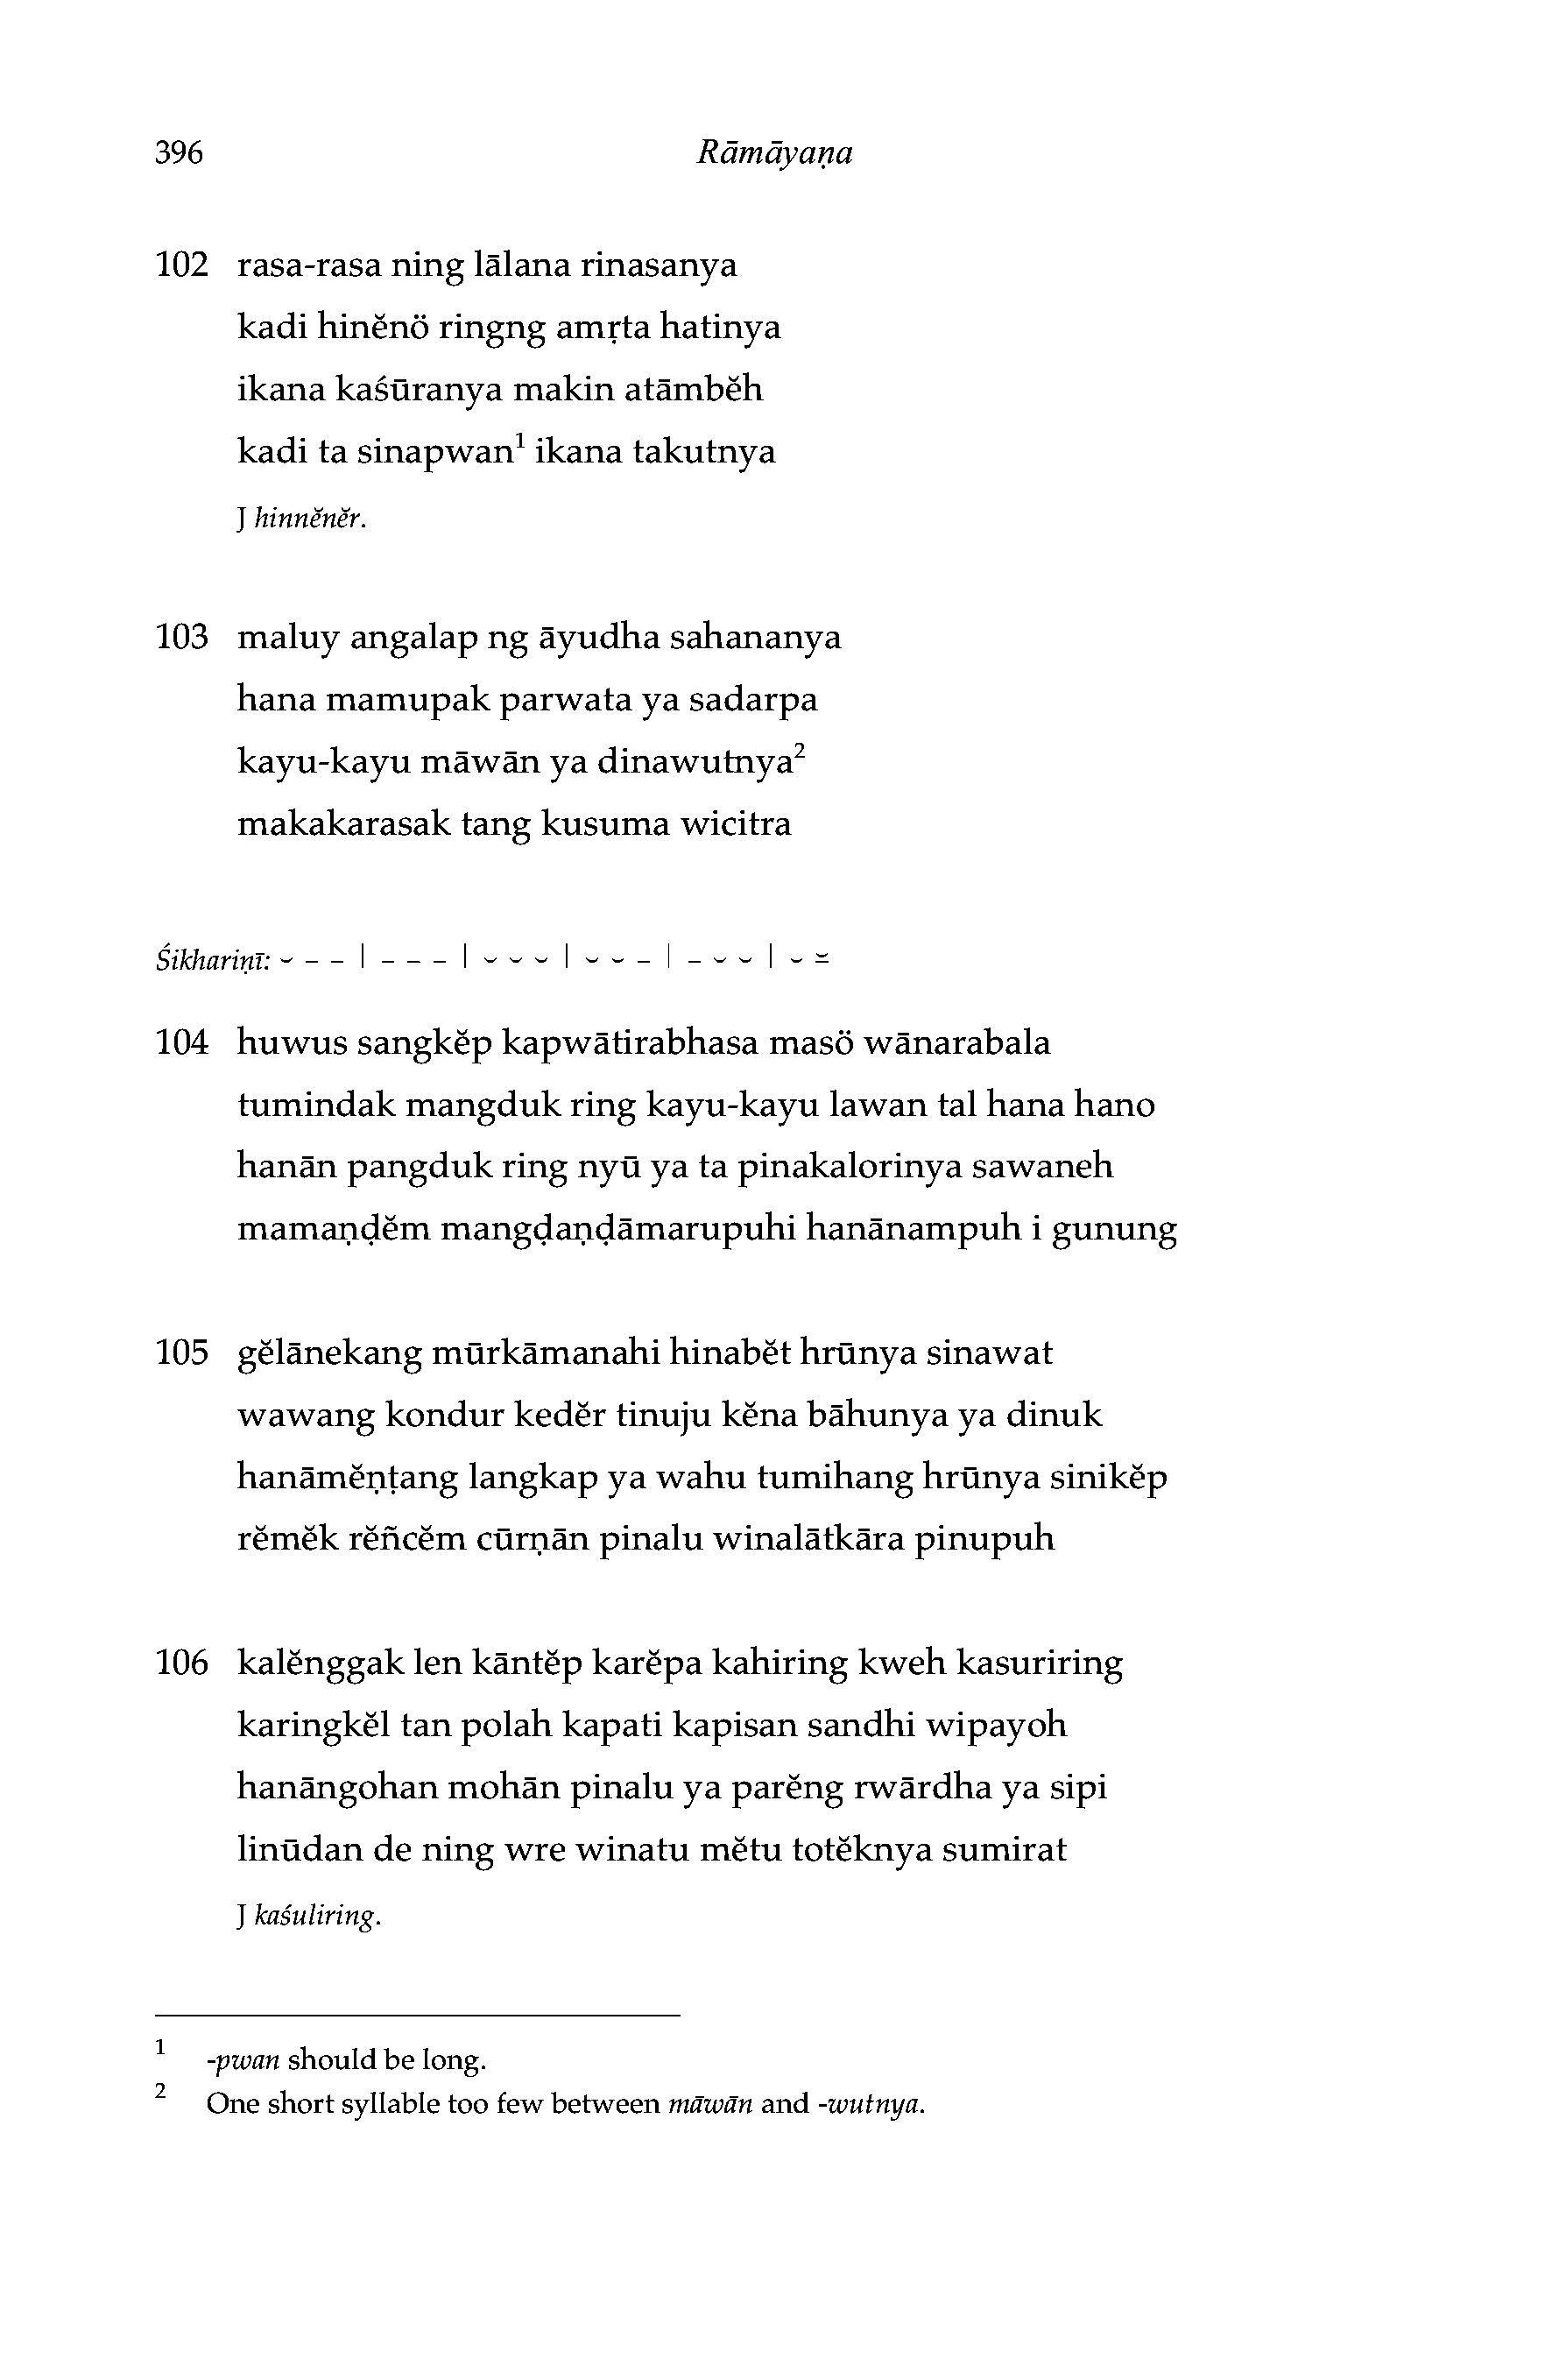 396 Rāmāyaṇa
102 rasa-rasa ning lālana rinasanya
kadi hinĕnö ringng amṛta hatinya
ikana kaśūranya makin atāmbĕh
kadi ta sinapwan¹ ikana takutnya
J hinnĕnĕr.
103 maluy angalap ng āyudha sahananya
hana mamupak parwata ya sadarpa
kayu-kayu māwān ya dinawutnya²
makakarasak tang kusuma wicitra
Śikhariṇī: ⏑ – – | – – – | ⏑ ⏑ ⏑ | ⏑ ⏑ – | – ⏑ ⏑ | ⏑ ⏓
104 huwus sangkĕp kapwātirabhasa masö wānarabala
tumindak mangduk ring kayu-kayu lawan tal hana hano
hanān pangduk ring nyū ya ta pinakalorinya sawaneh
mamaṇḍĕm mangḍaṇḍāmarupuhi hanānampuh i gunung
105 gĕlānekang mūrkāmanahi hinabĕt hrūnya sinawat
wawang kondur kedĕr tinuju kĕna bāhunya ya dinuk
hanāmĕṇṭang langkap ya wahu tumihang hrūnya sinikĕp
rĕmĕk rĕñcĕm cūrṇān pinalu winalātkāra pinupuh
106 kalĕnggak len kāntĕp karĕpa kahiring kweh kasuriring
karingkĕl tan polah kapati kapisan sandhi wipayoh
hanāngohan mohān pinalu ya parĕng rwārdha ya sipi
linūdan de ning wre winatu mĕtu totĕknya sumirat
J kaśuliring.
1 -pwan should be long.
2 One short syllable too few between māwān and -wutnya.